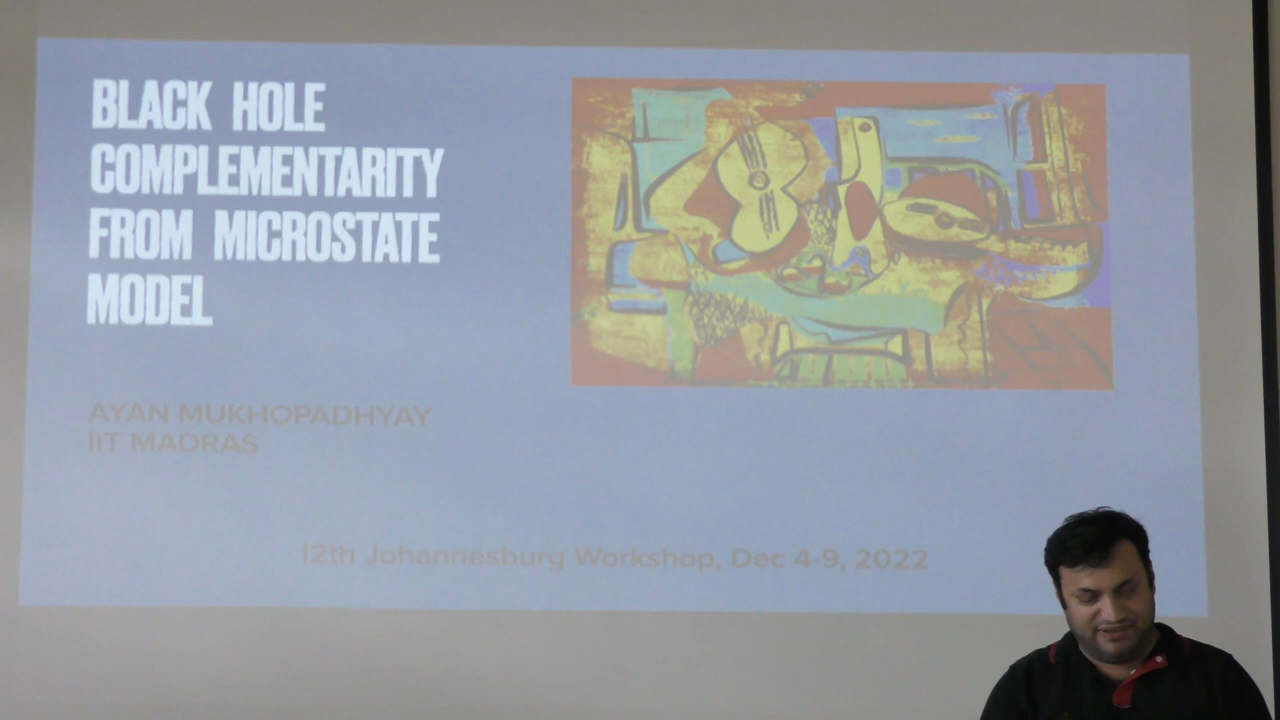 BLACK HOLE
COMPLEMENTARITY
FROM MICROSTATE
MODEL
AYAN MUKHOPADHYAY
IIT MADRAS
12th Johannesburg Workshop, Dec 4-9, 2022